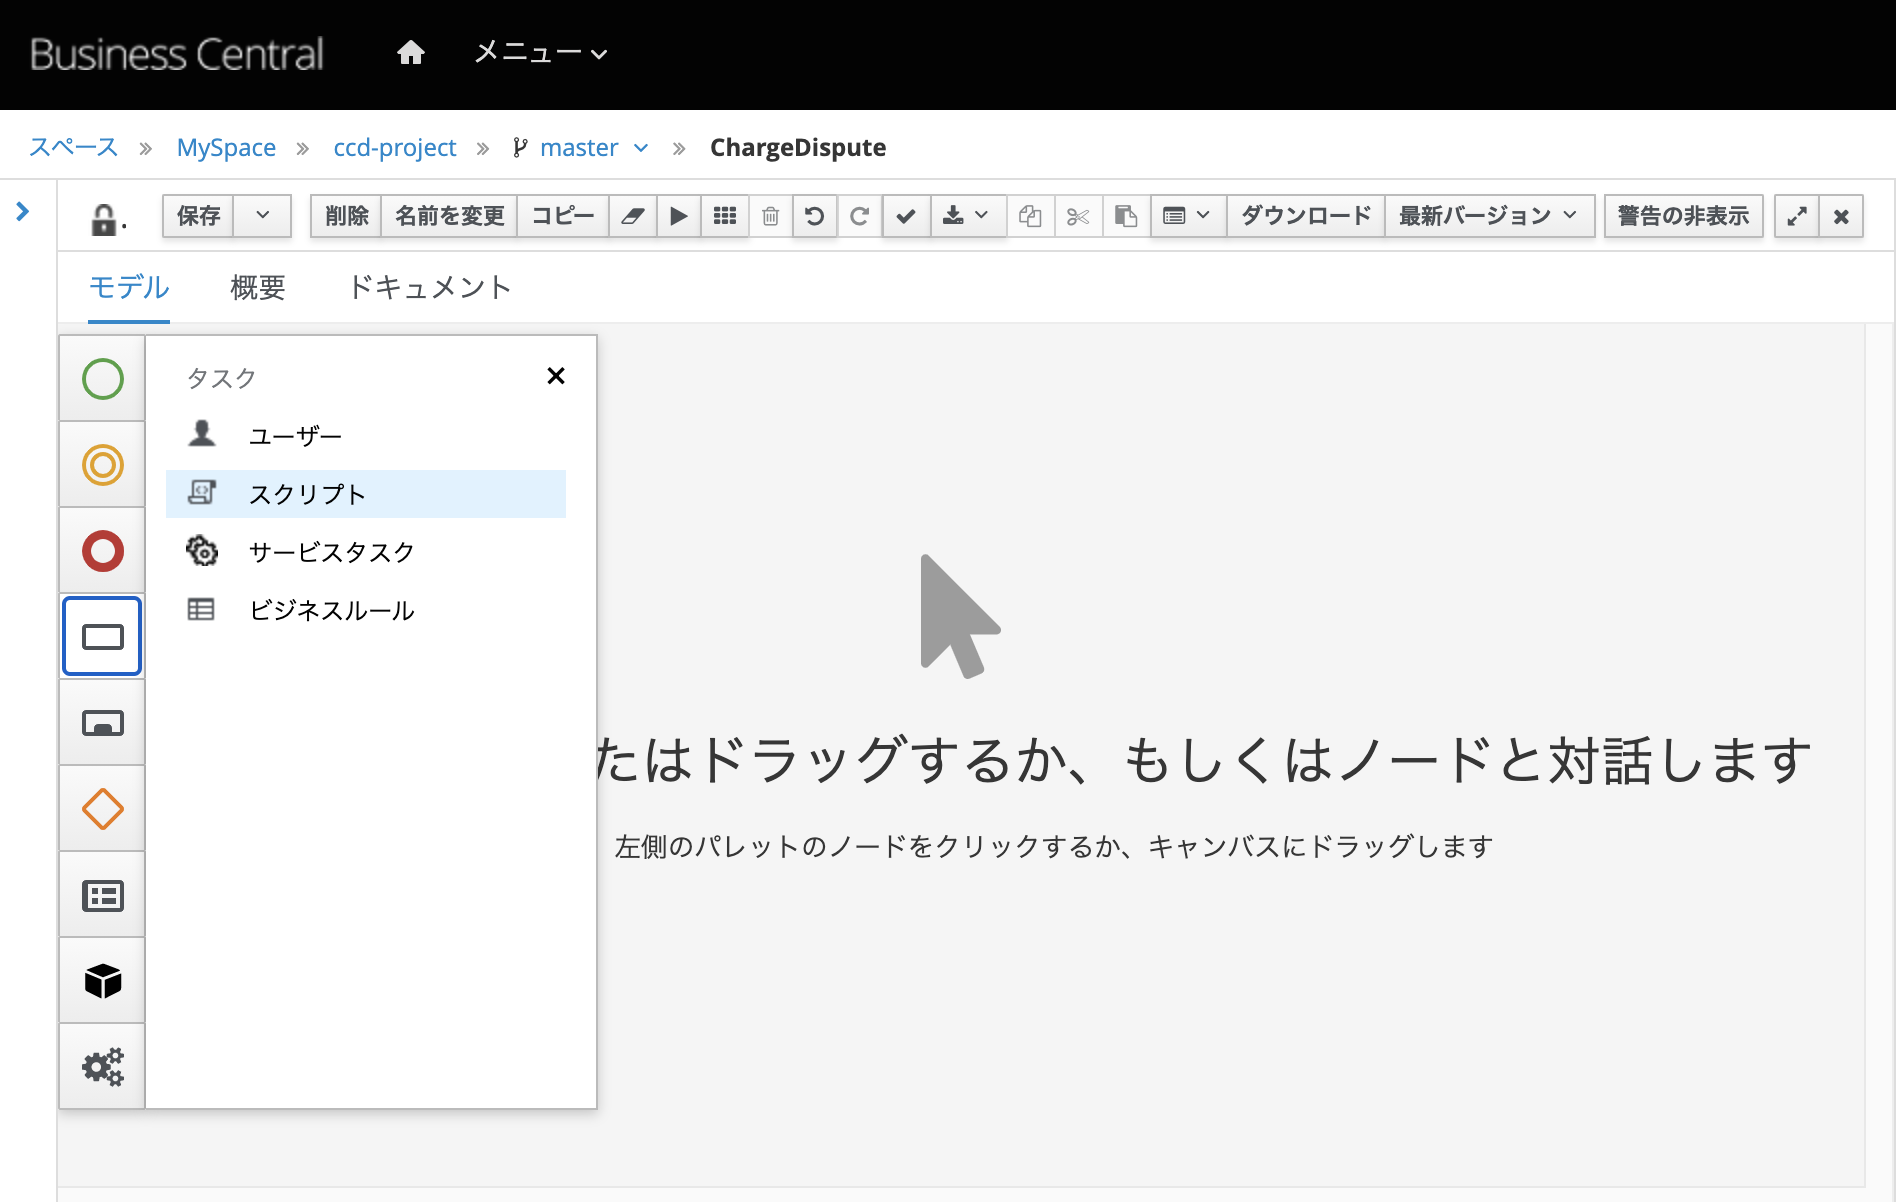 Business Central メニュー
スペース » MySpace » ccd-project » master » ChargeDispute
保存 削除 名前を変更 コピー ダウンロード 最新バージョン 警告の非表示
モデル 概要 ドキュメント
タスク
ユーザー
スクリプト
サービスタスク
ビジネスルール
たはドラッグするか、もしくはノードと対話します
左側のパレットのノードをクリックするか、キャンバスにドラッグします